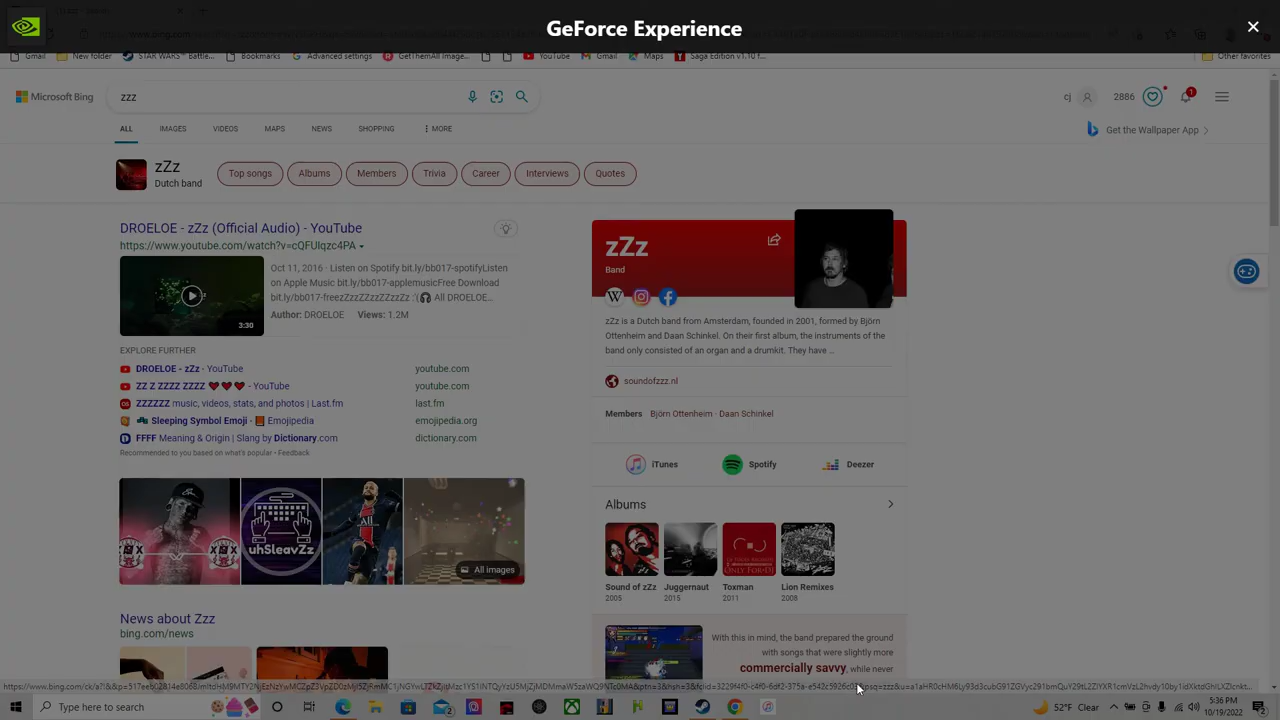 GeForce Experience
Gmail New folder STAR WARS™ Battle... Bookmarks Advanced settings GetThemAll Image... YouTube Gmail Maps Saga Edition v1.10 f... Other favorites
Microsoft Bing zzz cj 2886 1
ALL IMAGES VIDEOS MAPS NEWS SHOPPING MORE
Get the Wallpaper App
zZz
Dutch band
Top songs Albums Members Trivia Career Interviews Quotes
DROELOE - zZz (Official Audio) - YouTube
https://www.youtube.com/watch?v=cQFUIqzc4PA
Oct 11, 2016 · Listen on Spotify bit.ly/bb017-spotifyListen
on Apple Music bit.ly/bb017-applemusicFree Download
bit.ly/bb017-freezZzzZZzzZZzzZz :'( 🎧 All DROELOE...
Author: DROELOE Views: 1.2M
3:30
EXPLORE FURTHER
DROELOE - zZz - YouTube youtube.com
ZZ Z ZZZZ ZZZZ ❤❤❤ - YouTube youtube.com
ZZZZZZ music, videos, stats, and photos | Last.fm last.fm
Sleeping Symbol Emoji - 📙 Emojipedia emojipedia.org
FFFF Meaning & Origin | Slang by Dictionary.com dictionary.com
Recommended to you based on what's popular • Feedback
uhSleavZz
All images
News about Zzz
bing.com/news
zZz
Band
zZz is a Dutch band from Amsterdam, founded in 2001, formed by Björn
Ottenheim and Daan Schinkel. On their first album, the instruments of the
band only consisted of an organ and a drumkit. They have ...
soundofzzz.nl
Members Björn Ottenheim · Daan Schinkel
iTunes Spotify Deezer
Albums
ONLY FOR DJ
Sound of zZz Juggernaut Toxman Lion Remixes
2005 2015 2011 2008
With this in mind, the band prepared the ground
with songs that were slightly more
commercially savvy, while never
Type here to search
52°F Clear
5:36 PM
10/19/2022
2